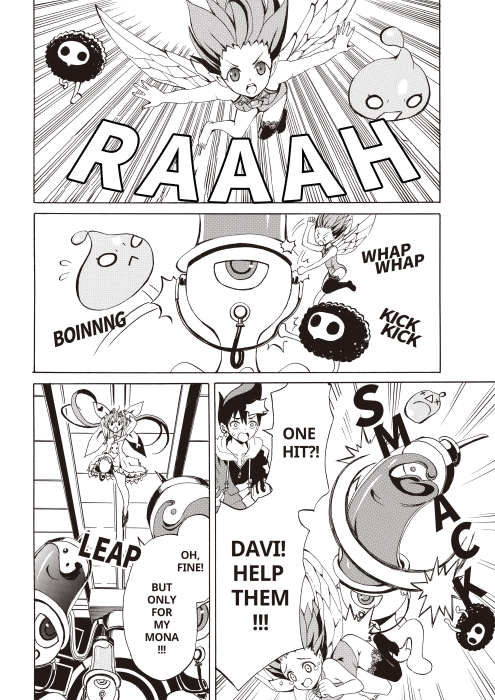 RAAAH
WHAP
WHAP
KICK
KICK
BOINNNG
SMACK
ONE
HIT?!
DAVI!
HELP
THEM
!!!
OH,
FINE!
BUT
ONLY
FOR
MY
MONA
!!!
LEAP